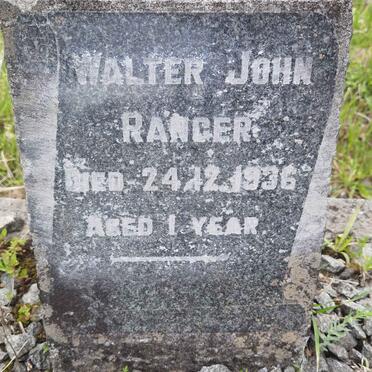 WALTER JOHN
RANGER
DIED 24.12.1936
AGED 1 YEAR